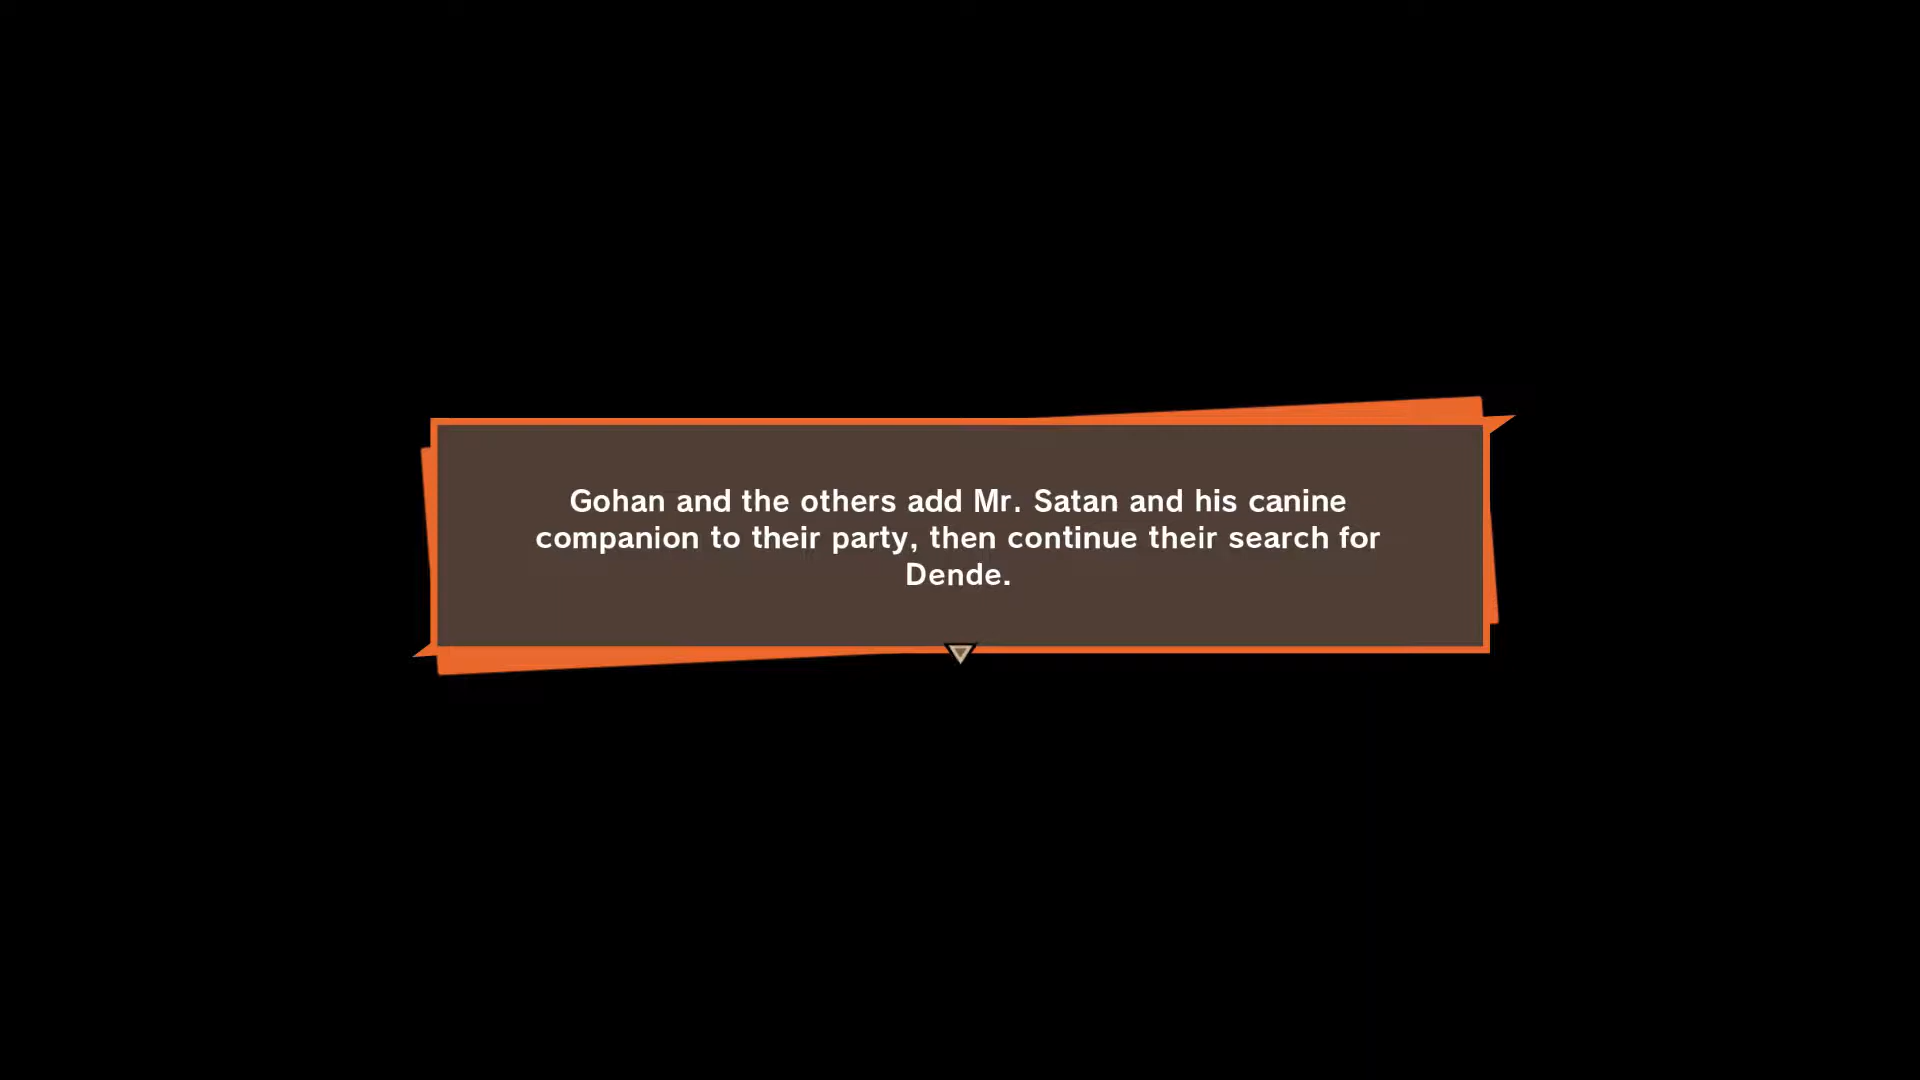 Gohan and the others add Mr. Satan and his canine
companion to their party, then continue their search for
Dende.